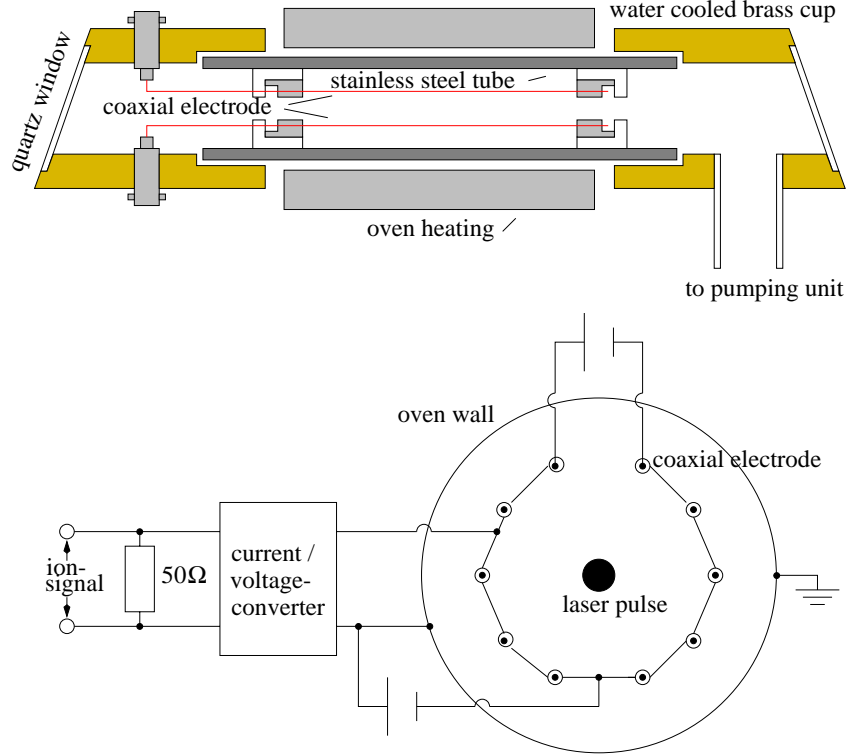 water cooled brass cup
quartz window
stainless steel tube
coaxial electrode
oven heating
to pumping unit
oven wall
coaxial electrode
ion-
signal
50Ω
current /
voltage-
converter
laser pulse